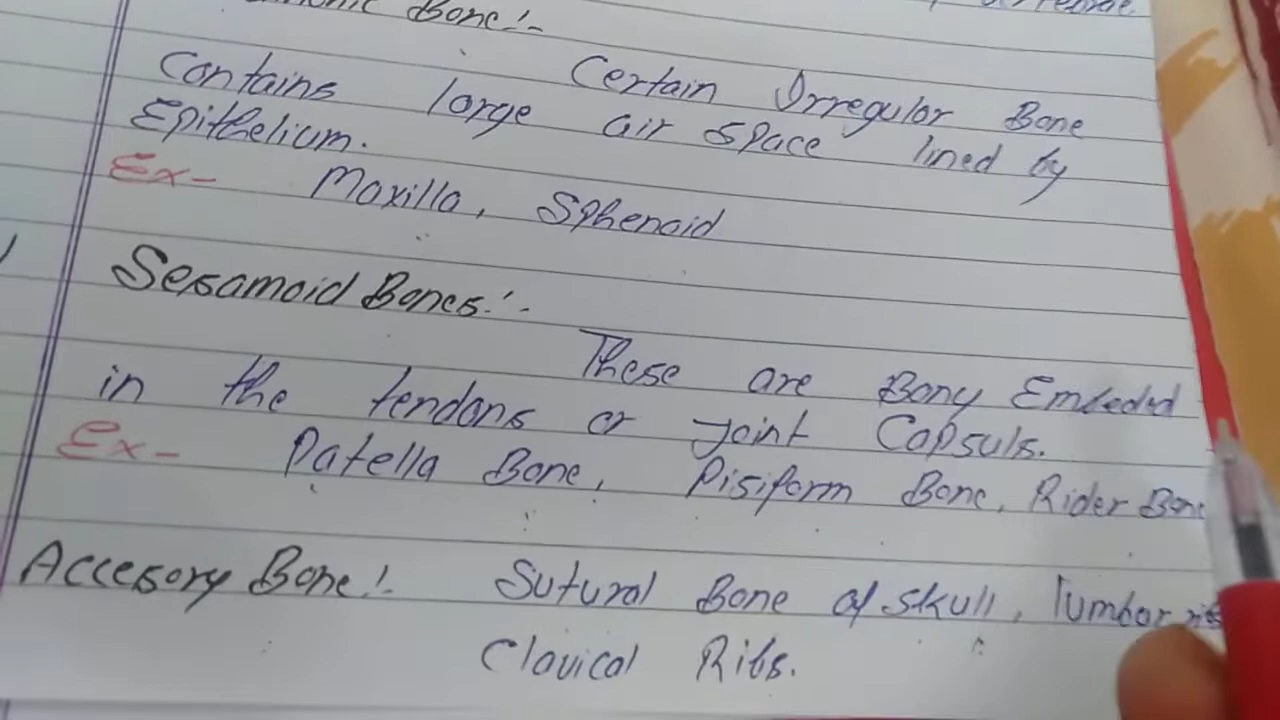 Bone:-
Certain Irregular Bone
Contains large air space lined by
Epithelium.
Ex- Maxilla, Sphenoid
Sesamoid Bones:-
These are Bony Embeded
in the tendons or joint Capsuls.
Ex- Patella Bone, Pisiform Bone, Rider Bone
Accesory Bone:- Sutural Bone of skull, lumbar
Clavical Ribs.